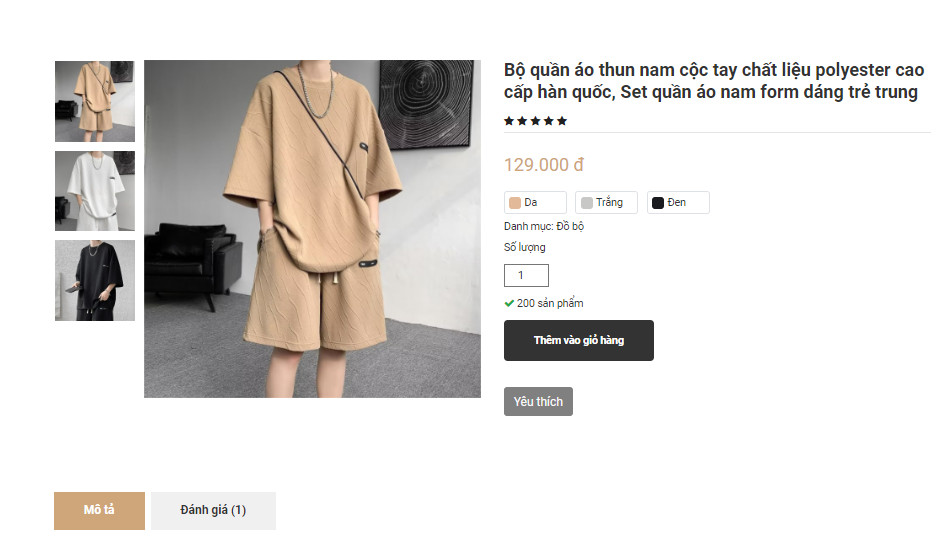 Bộ quần áo thun nam cộc tay chất liệu polyester cao
cấp hàn quốc, Set quần áo nam form dáng trẻ trung
129.000 đ
Da
Trắng
Đen
Danh mục: Đồ bộ
Số lượng
1
200 sản phẩm
Thêm vào giỏ hàng
Yêu thích
Mô tả
Đánh giá (1)